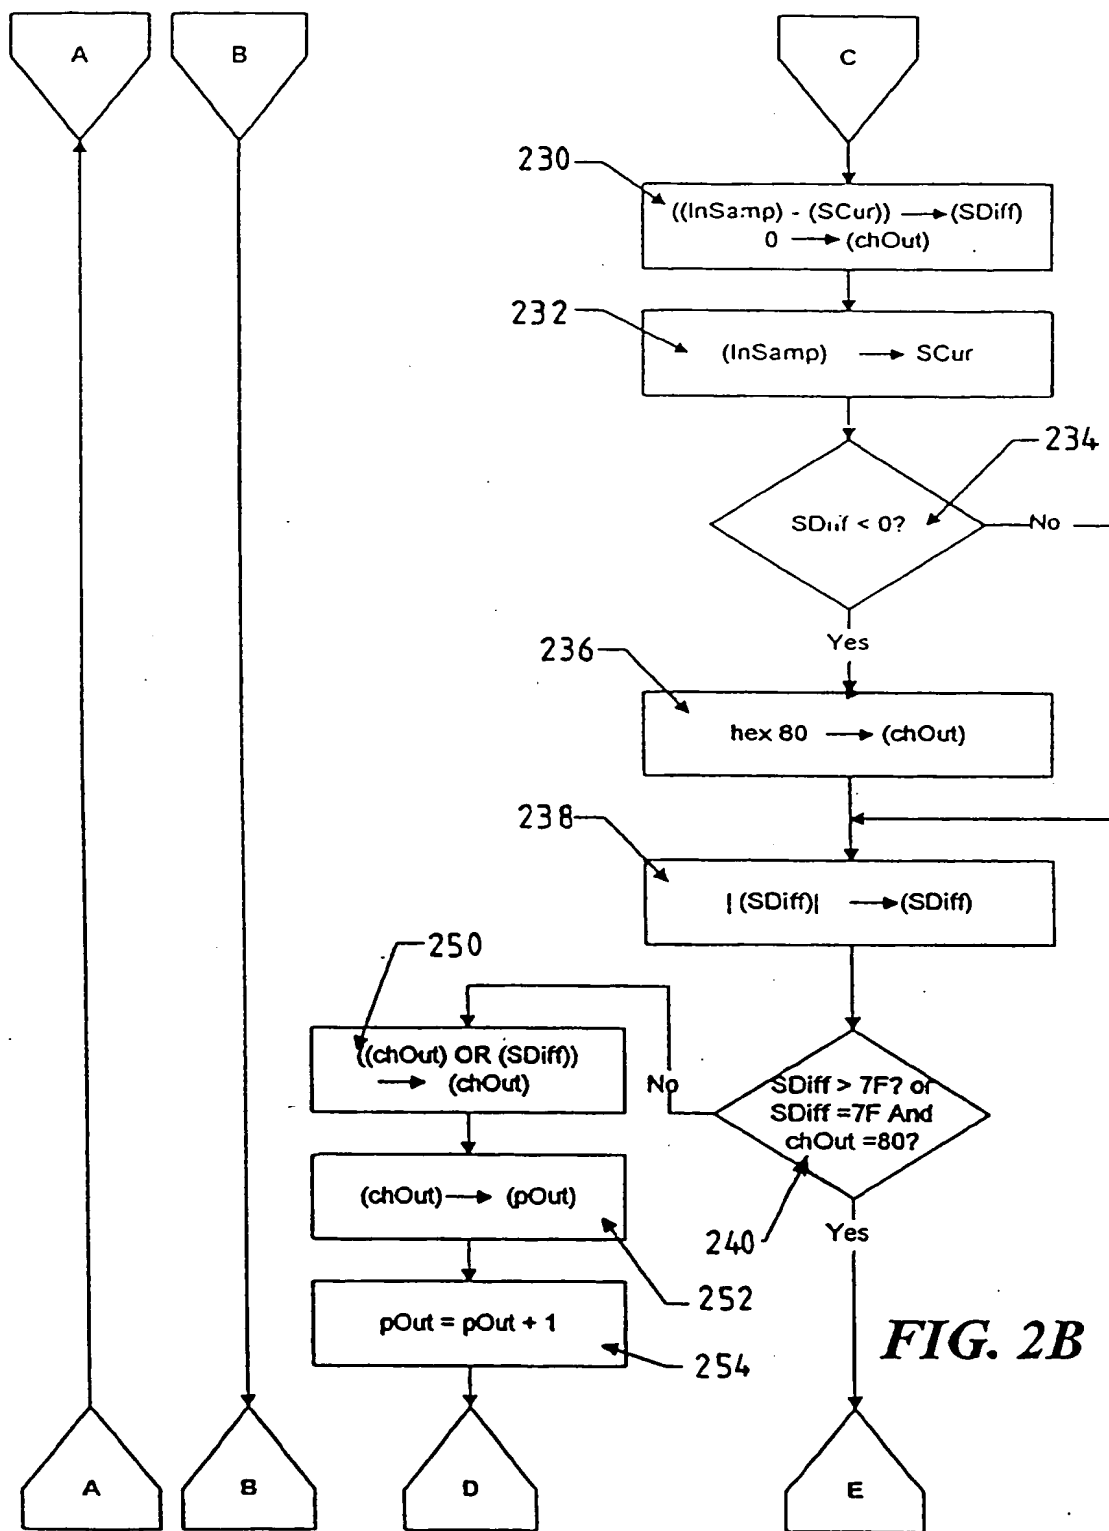 A
B
C
230
((InSamp) - (SCur)) → (SDiff)
0 → (chOut)
232
(InSamp) → SCur
234
SDiff < 0?
No
Yes
236
hex 80 → (chOut)
238
| (SDiff)| → (SDiff)
250
((chOut) OR (SDiff))
→ (chOut)
No
SDiff > 7F? or
SDiff =7F And
chOut =80?
(chOut) → (pOut)
240
Yes
252
pOut = pOut + 1
254
FIG. 2B
A
B
D
E